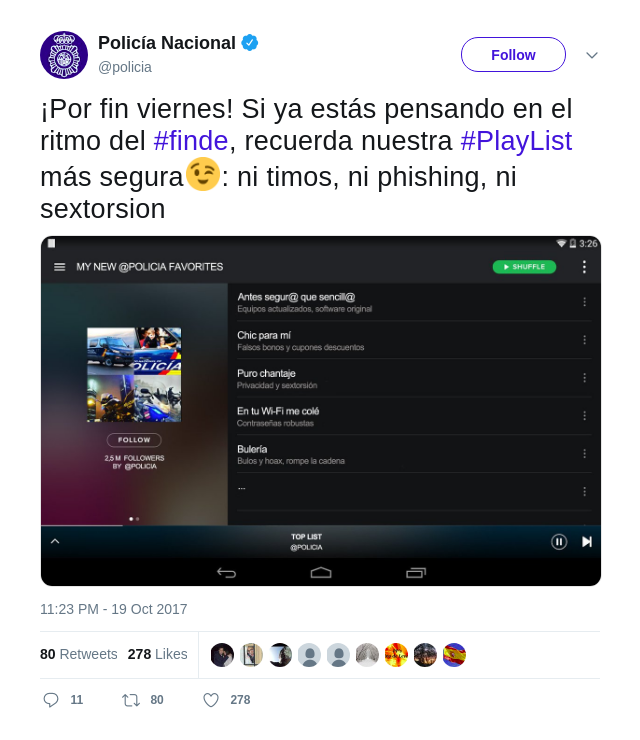 Policía Nacional
@policia
Follow
¡Por fin viernes! Si ya estás pensando en el
ritmo del #finde, recuerda nuestra #PlayList
más segura😉: ni timos, ni phishing, ni
sextorsion
3:26
MY NEW @POLICIA FAVORITES
SHUFFLE
Antes segur@ que sencill@
Equipos actualizados, software original
Chic para mí
Falsos bonos y cupones descuentos
Puro chantaje
Privacidad y sextorsión
En tu Wi-Fi me colé
Contraseñas robustas
Bulería
Bulos y hoax, rompe la cadena
...
POLICÍA
FOLLOW
2,5 M FOLLOWERS
BY @POLICIA
TOP LIST
@POLICIA
11:23 PM - 19 Oct 2017
80 Retweets 278 Likes
11 80 278